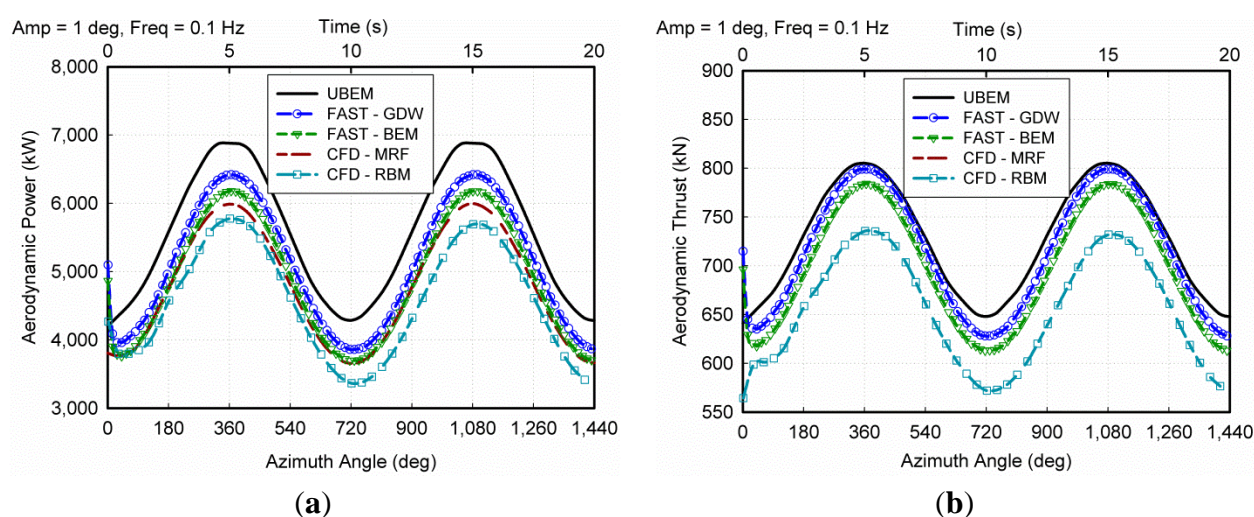 Amp = 1 deg, Freq = 0.1 Hz
Time (s)
0 5 10 15 20
8,000
7,000
6,000
5,000
4,000
3,000
Aerodynamic Power (kW)
UBEM
FAST - GDW
FAST - BEM
CFD - MRF
CFD - RBM
0 180 360 540 720 900 1,080 1,260 1,440
Azimuth Angle (deg)
(a)
Amp = 1 deg, Freq = 0.1 Hz
Time (s)
0 5 10 15 20
900
850
800
750
700
650
600
550
Aerodynamic Thrust (kN)
UBEM
FAST - GDW
FAST - BEM
CFD - MRF
CFD - RBM
0 180 360 540 720 900 1,080 1,260 1,440
Azimuth Angle (deg)
(b)